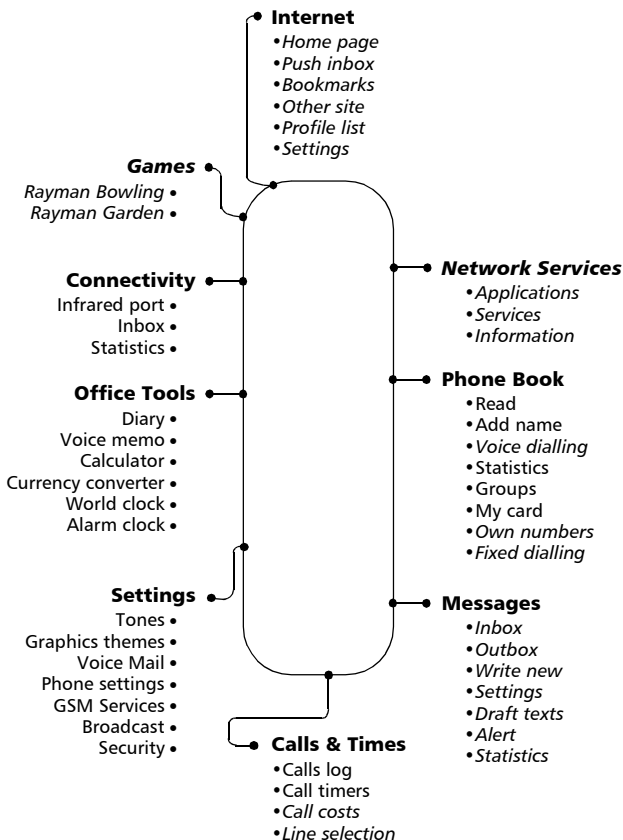 Internet
•Home page
•Push inbox
•Bookmarks
•Other site
•Profile list
•Settings
Games
Rayman Bowling •
Rayman Garden •
Connectivity
Infrared port •
Inbox •
Statistics •
Office Tools
Diary •
Voice memo •
Calculator •
Currency converter •
World clock •
Alarm clock •
Settings
Tones •
Graphics themes •
Voice Mail •
Phone settings •
GSM Services •
Broadcast •
Security •
Network Services
•Applications
•Services
•Information
Phone Book
•Read
•Add name
•Voice dialling
•Statistics
•Groups
•My card
•Own numbers
•Fixed dialling
Messages
•Inbox
•Outbox
•Write new
•Settings
•Draft texts
•Alert
•Statistics
Calls & Times
•Calls log
•Call timers
•Call costs
•Line selection